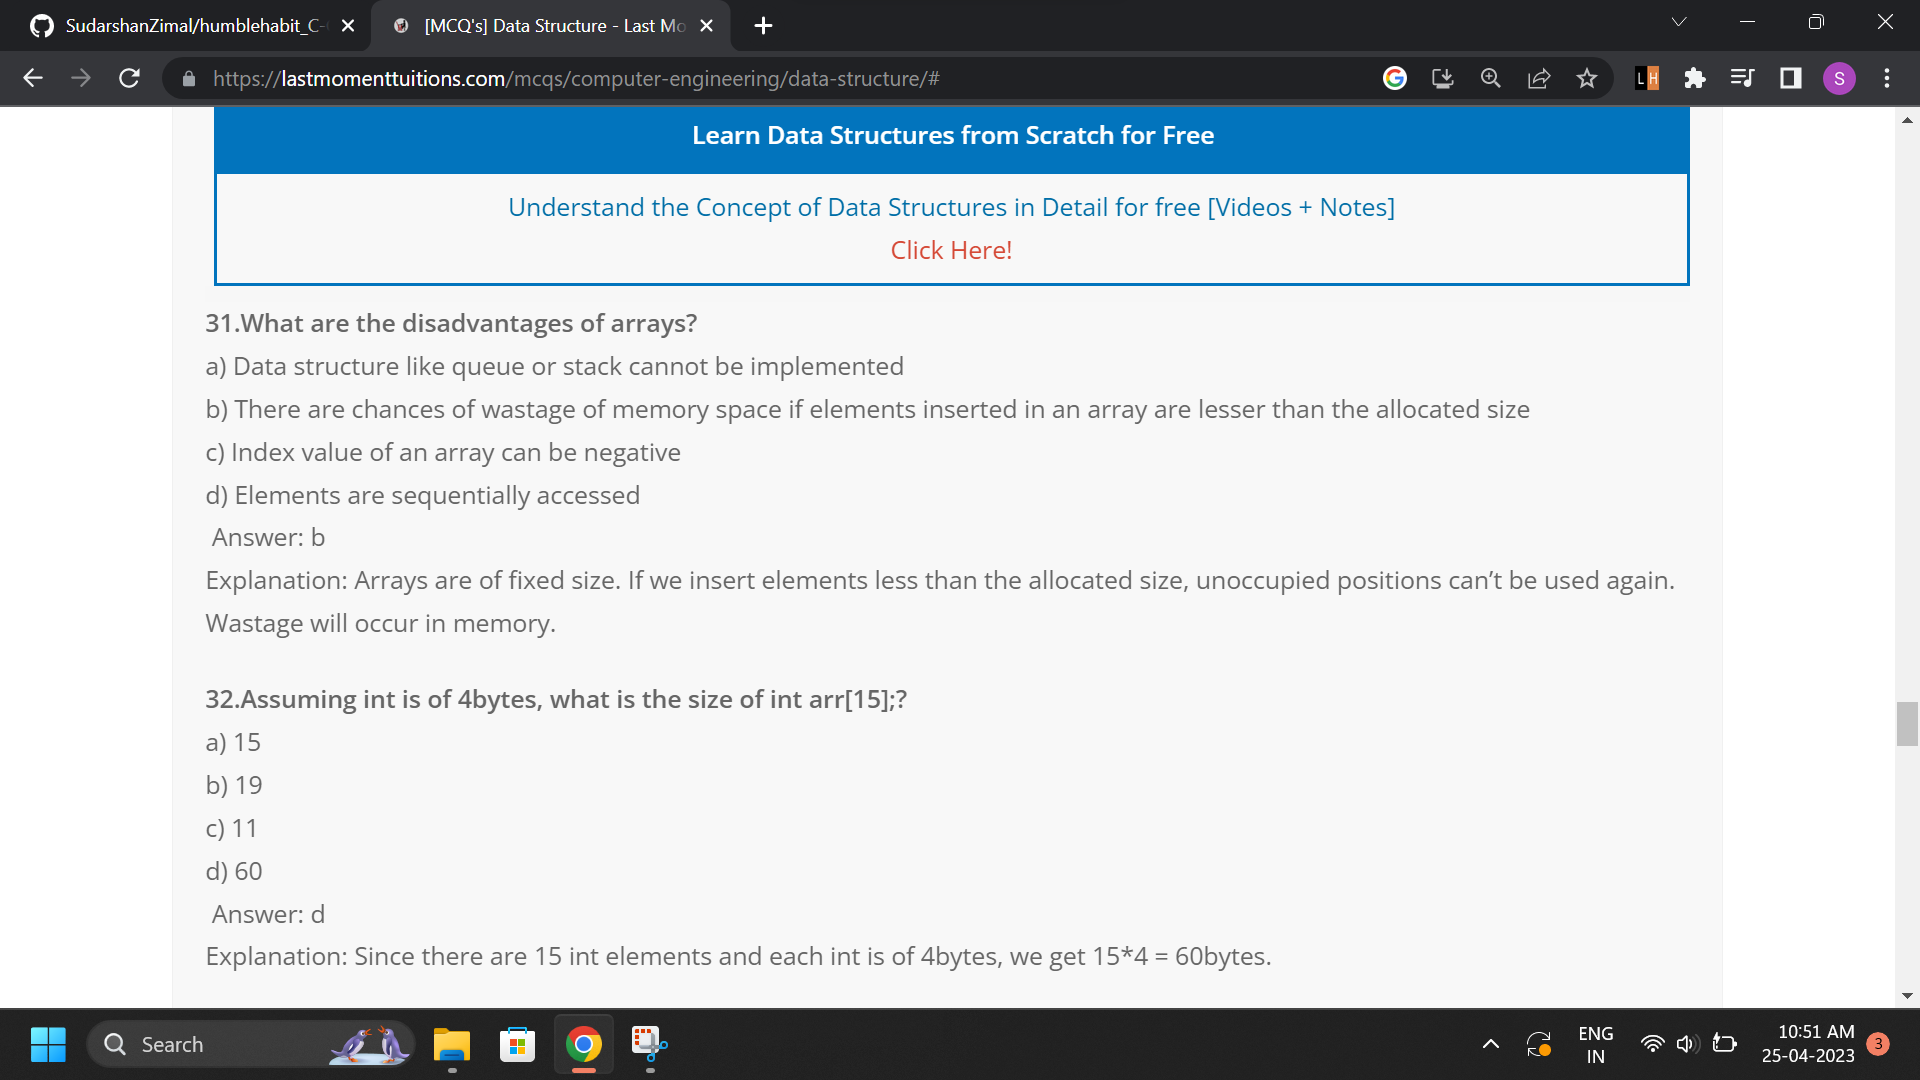 SudarshanZimal/humblehabit_C-
[MCQ's] Data Structure - Last Mo
https://lastmomenttuitions.com/mcqs/computer-engineering/data-structure/#
LH
S
Learn Data Structures from Scratch for Free
Understand the Concept of Data Structures in Detail for free [Videos + Notes]
Click Here!
31.What are the disadvantages of arrays?
a) Data structure like queue or stack cannot be implemented
b) There are chances of wastage of memory space if elements inserted in an array are lesser than the allocated size
c) Index value of an array can be negative
d) Elements are sequentially accessed
Answer: b
Explanation: Arrays are of fixed size. If we insert elements less than the allocated size, unoccupied positions can’t be used again.
Wastage will occur in memory.
32.Assuming int is of 4bytes, what is the size of int arr[15];?
a) 15
b) 19
c) 11
d) 60
Answer: d
Explanation: Since there are 15 int elements and each int is of 4bytes, we get 15*4 = 60bytes.
Search
ENG
IN
10:51 AM
25-04-2023
3